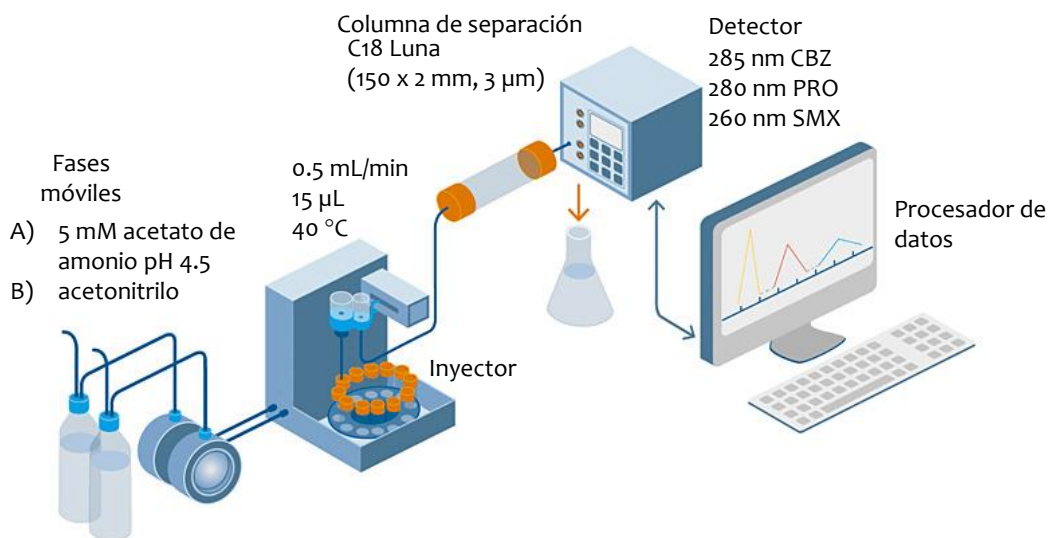 Columna de separación
C18 Luna
(150 x 2 mm, 3 µm)
Detector
285 nm CBZ
280 nm PRO
260 nm SMX
Fases
móviles
A) 5 mM acetato de
amonio pH 4.5
B) acetonitrilo
0.5 mL/min
15 µL
40 °C
Inyector
Procesador de
datos